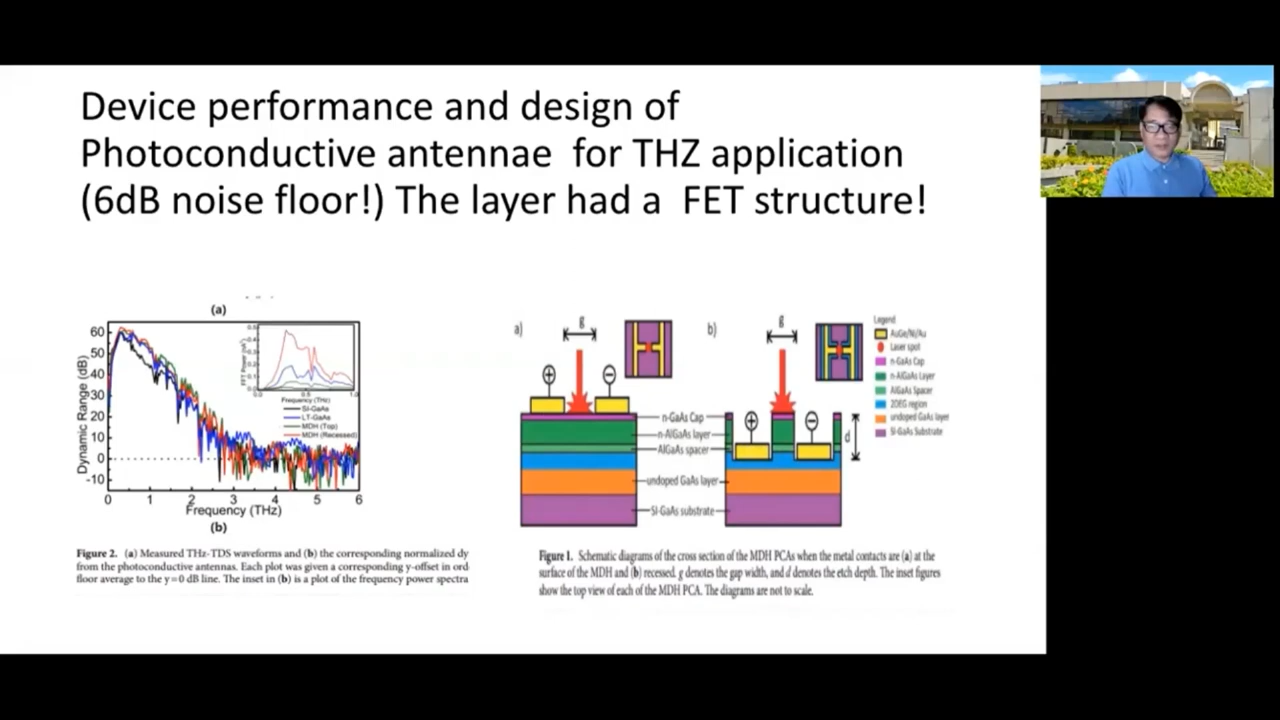 Device performance and design of
Photoconductive antennae for THZ application
(6dB noise floor!) The layer had a FET structure!
(a)
Dynamic Range (dB)
60
50
40
30
20
10
0
-10
0 1 2 3 4 5 6
Frequency (THz)
(b)
0.0 0.5 1.0
Frequency (THz)
SI-GaAs
LT-GaAs
MDH (Top)
MDH (Recessed)
Figure 2. (a) Measured THz-TDS waveforms and (b) the corresponding normalized dy
from the photoconductive antennas. Each plot was given a corresponding y-offset in ord
floor average to the y=0 dB line. The inset in (b) is a plot of the frequency power spectra
a) g
b) g
+ −
+ −
d
n-GaAs Cap
n-AlGaAs layer
AlGaAs spacer
undoped GaAs layer
SI-GaAs substrate
Legend
AuGe/Ni/Au
Laser spot
n-GaAs Cap
n-AlGaAs Layer
AlGaAs Spacer
2DEG region
undoped GaAs layer
SI-GaAs Substrate
Figure 1. Schematic diagrams of the cross section of the MDH PCAs when the metal contacts are (a) at the
surface of the MDH and (b) recessed. g denotes the gap width, and d denotes the etch depth. The inset figures
show the top view of each of the MDH PCA. The diagrams are not to scale.